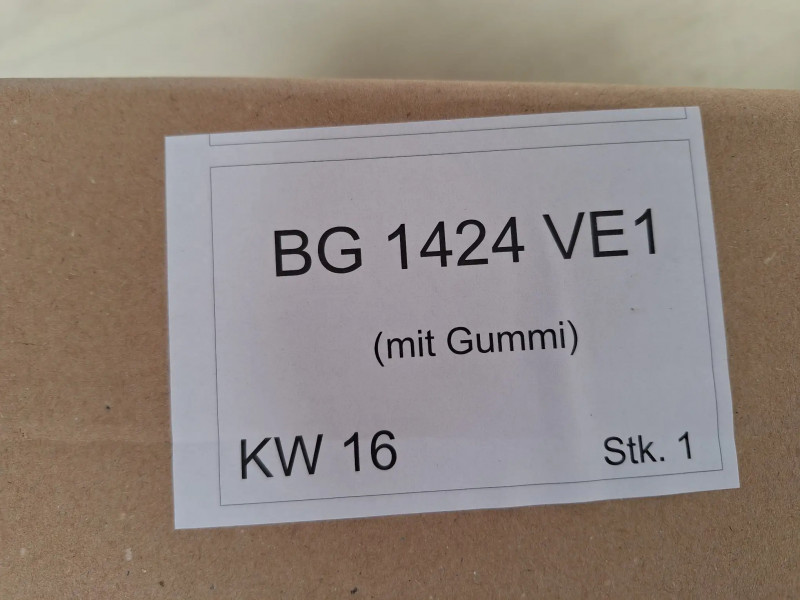 BG 1424 VE1
(mit Gummi)
KW 16
Stk. 1